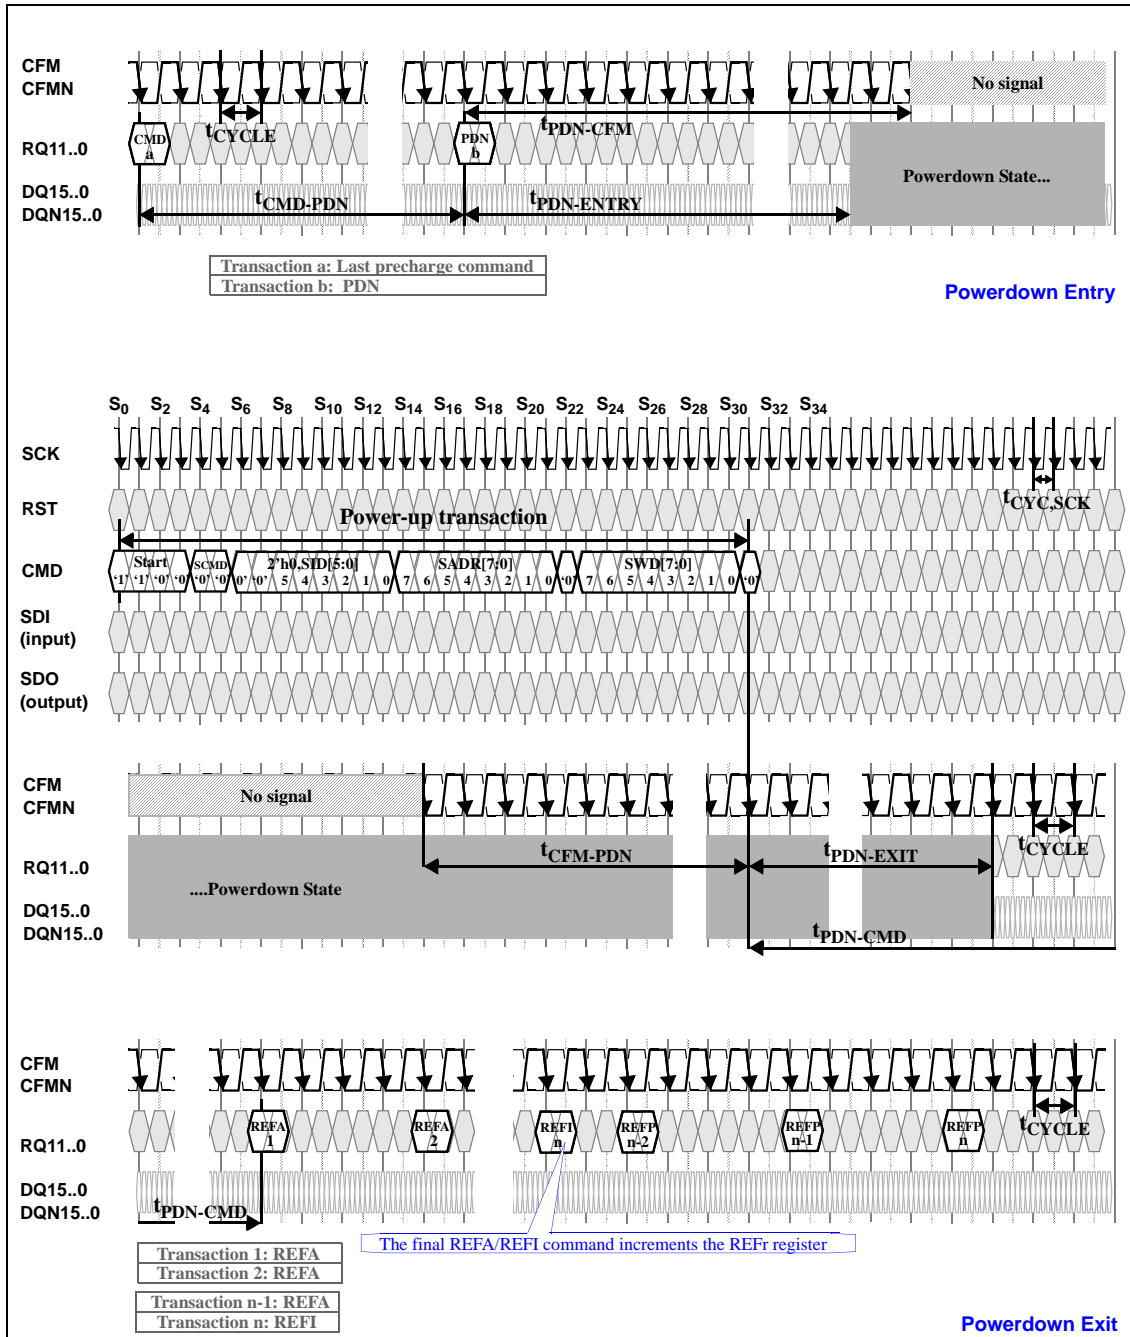 CFM
CFMN
No signal
tCYCLE
tPDN-CFM
RQ11..0
CMD
a
PDN
b
Powerdown State...
DQ15..0
DQN15..0
tCMD-PDN
tPDN-ENTRY
Transaction a: Last precharge command
Transaction b: PDN
Powerdown Entry
S0 S2 S4 S6 S8 S10 S12 S14 S16 S18 S20 S22 S24 S26 S28 S30 S32 S34
SCK
RST
tCYC,SCK
Power-up transaction
CMD
Start SCMD 2'h0,SID[5:0] SADR[7:0] SWD[7:0]
‘1’ ‘1’ ‘0’ ‘0’ ‘0’ ‘0’ 0’ ‘0’ 5 4 3 2 1 0 7 6 5 4 3 2 1 0 ‘0’ 7 6 5 4 3 2 1 0 ‘0’
SDI
(input)
SDO
(output)
CFM
CFMN
No signal
RQ11..0
tCFM-PDN
tPDN-EXIT
tCYCLE
....Powerdown State
DQ15..0
DQN15..0
tPDN-CMD
CFM
CFMN
RQ11..0
REFA
1
REFA
2
REFI
n
REFP
n-2
REFP
n-1
REFP
n
tCYCLE
DQ15..0
DQN15..0
tPDN-CMD
The final REFA/REFI command increments the REFr register
Transaction 1: REFA
Transaction 2: REFA
Transaction n-1: REFA
Transaction n: REFI
Powerdown Exit